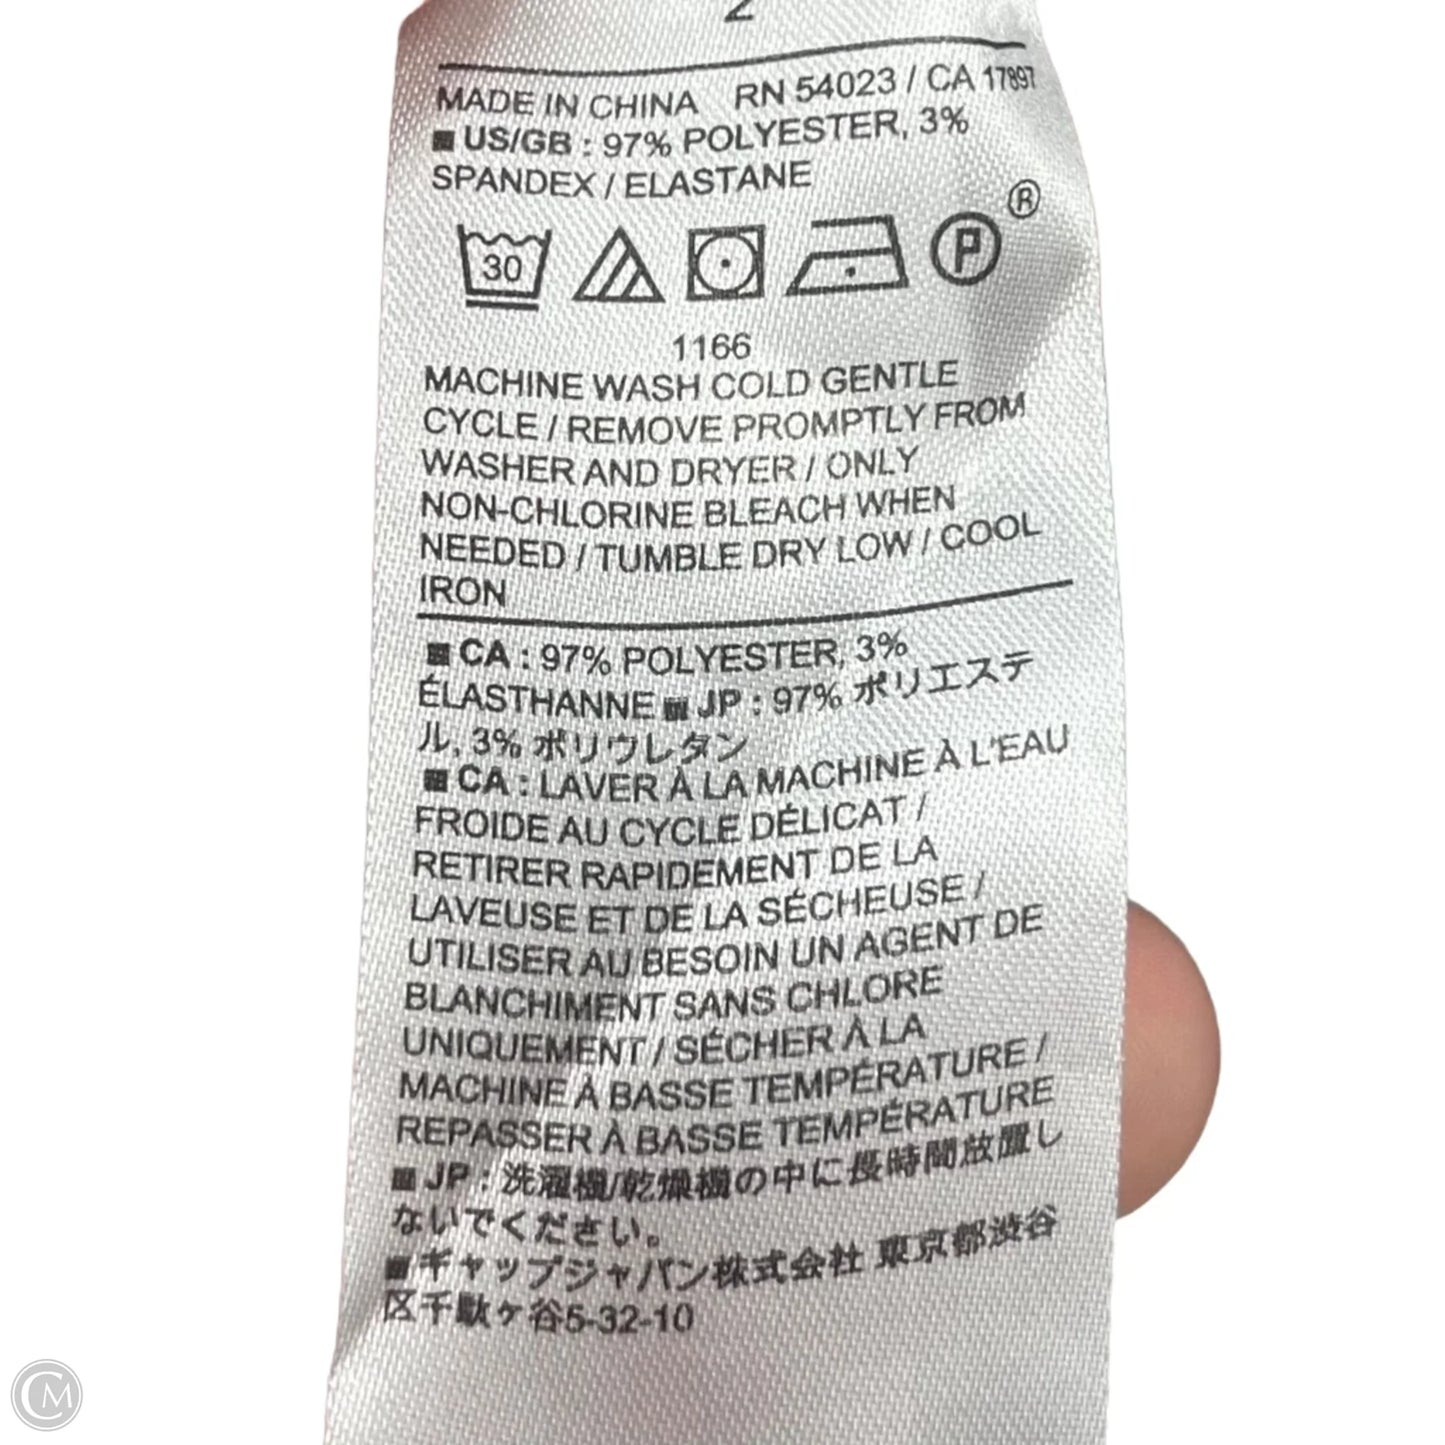 2
MADE IN CHINA RN 54023 / CA 17897
US/GB : 97% POLYESTER, 3%
SPANDEX / ELASTANE
30 P ®
1166
MACHINE WASH COLD GENTLE
CYCLE / REMOVE PROMPTLY FROM
WASHER AND DRYER / ONLY
NON-CHLORINE BLEACH WHEN
NEEDED / TUMBLE DRY LOW / COOL
IRON
CA : 97% POLYESTER, 3%
ÉLASTHANNE ■ JP : 97% ポリエステ
ル, 3% ポリウレタン
■ CA : LAVER À LA MACHINE À L'EAU
FROIDE AU CYCLE DÉLICAT /
RETIRER RAPIDEMENT DE LA
LAVEUSE ET DE LA SÉCHEUSE /
UTILISER AU BESOIN UN AGENT DE
BLANCHIMENT SANS CHLORE
UNIQUEMENT / SÉCHER À LA
MACHINE À BASSE TEMPÉRATURE /
REPASSER À BASSE TEMPÉRATURE
■ JP : 洗濯機/乾燥機の中に長時間放置し
ないでください。
■ ギャップジャパン株式会社 東京都渋谷
区千駄ヶ谷5-32-10
CM